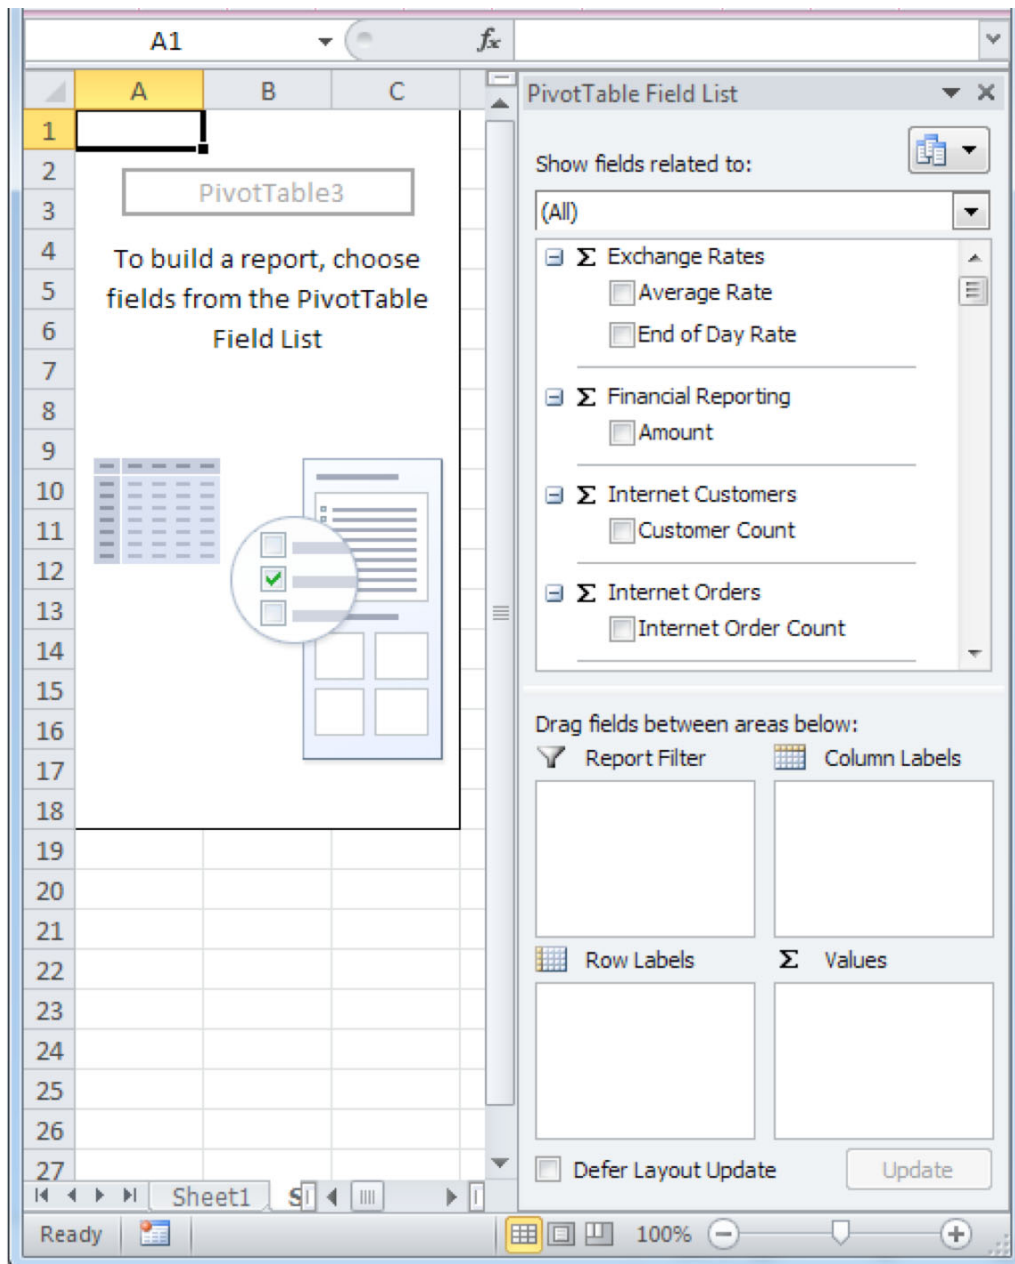 A1
fx
A B C
1
2
3
4
5
6
7
8
9
10
11
12
13
14
15
16
17
18
19
20
21
22
23
24
25
26
27
PivotTable3
To build a report, choose
fields from the PivotTable
Field List
PivotTable Field List
Show fields related to:
(All)
Σ Exchange Rates
Average Rate
End of Day Rate
Σ Financial Reporting
Amount
Σ Internet Customers
Customer Count
Σ Internet Orders
Internet Order Count
Drag fields between areas below:
Report Filter
Column Labels
Row Labels
Σ Values
Defer Layout Update
Update
Sheet1
Ready
100%